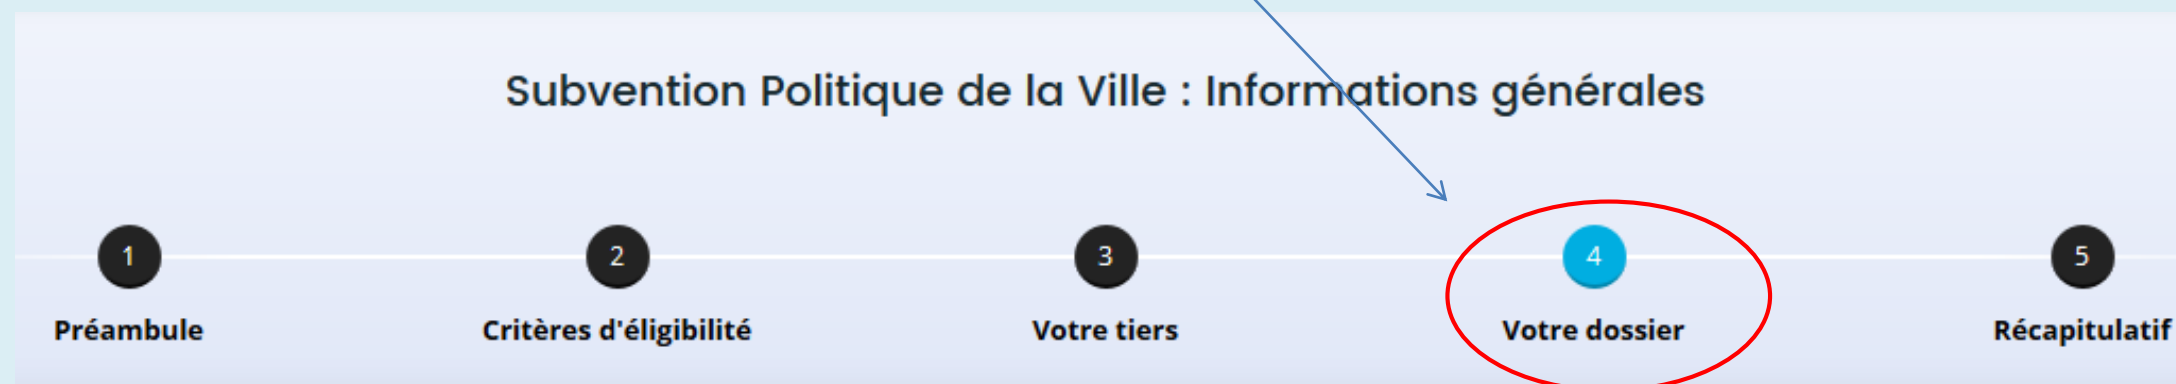 Subvention Politique de la Ville : Informations générales
1 2 3 4 5
Préambule Critères d'éligibilité Votre tiers Votre dossier Récapitulatif